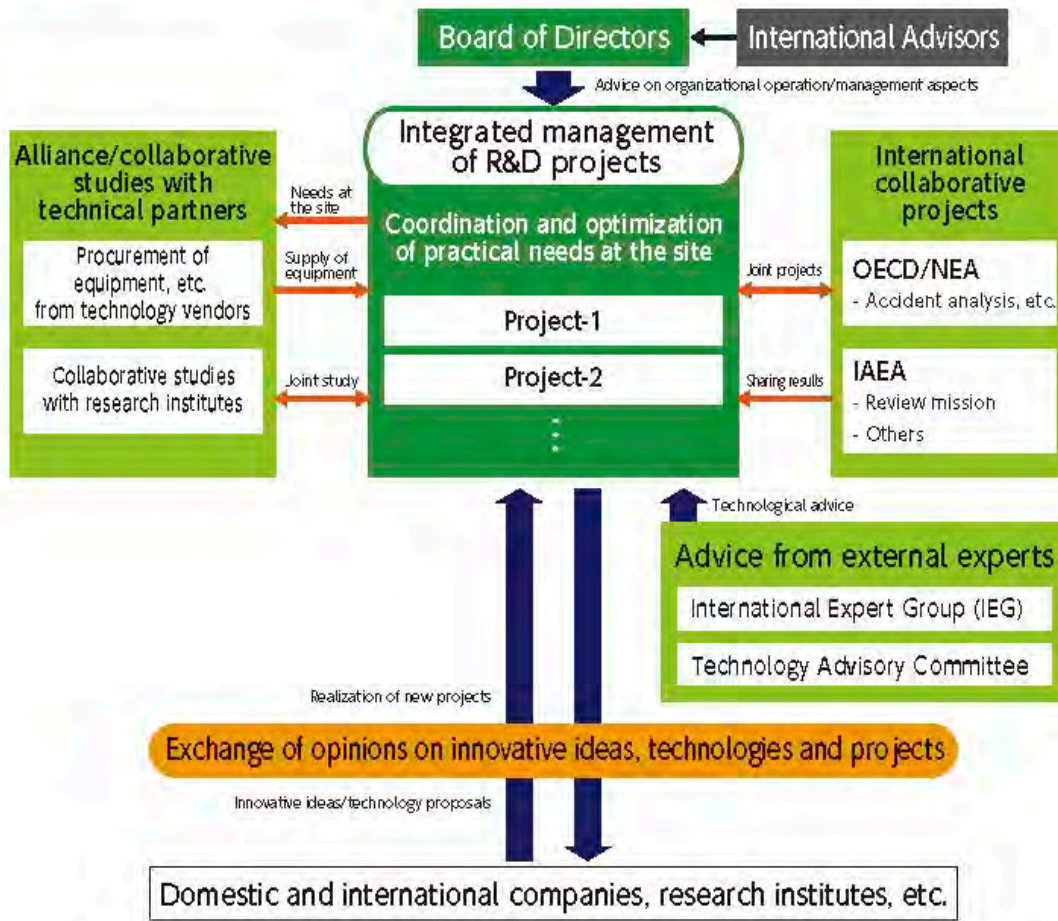 Board of Directors
International Advisors
Advice on organizational operation/management aspects
Alliance/collaborative
studies with
technical partners
Procurement of
equipment, etc.
from technology vendors
Collaborative studies
with research institutes
Needs at
the site
Supply of
equipment
Joint study
Integrated management
of R&D projects
Coordination and optimization
of practical needs at the site
Project-1
Project-2
Joint projects
Sharing results
International
collaborative
projects
OECD/NEA
- Accident analysis, etc.
IAEA
- Review mission
- Others
Technological advice
Advice from external experts
International Expert Group (IEG)
Technology Advisory Committee
Realization of new projects
Exchange of opinions on innovative ideas, technologies and projects
Innovative ideas/technology proposals
Domestic and international companies, research institutes, etc.